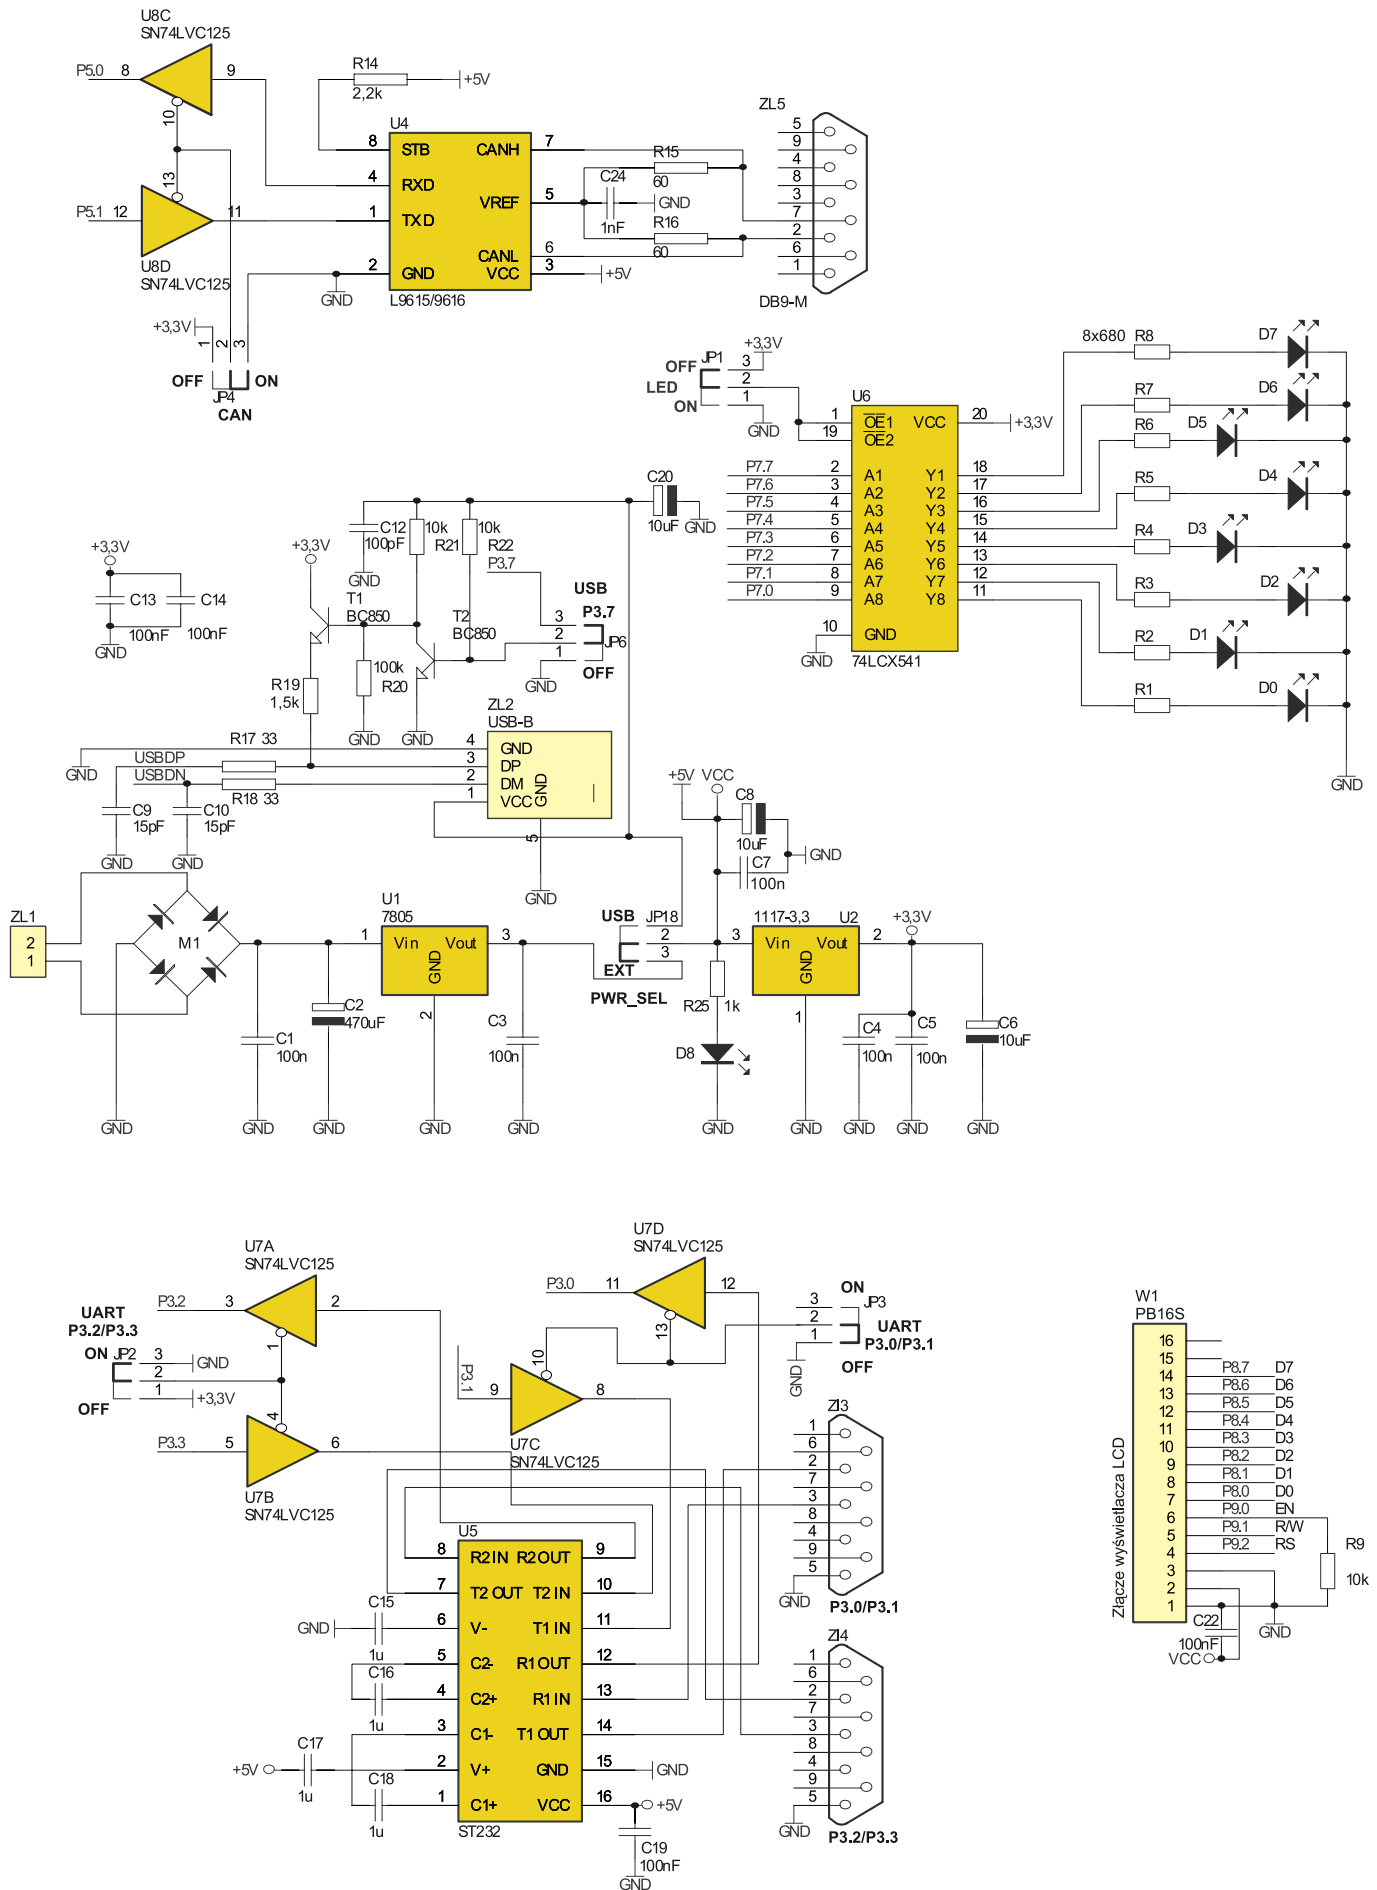 U8C
SN74LVC125
P5.0
8
9
10
13
P5.1
12
11
U8D
SN74LVC125
R14
2,2k
+5V
U4
8
STB
CANH
7
4
RXD
VREF
5
1
TXD
CANL
6
2
GND
VCC
3
+5V
L9615/9616
GND
C24
1nF
GND
R15
60
R16
60
ZL5
5
9
4
8
3
7
2
6
1
DB9-M
+3,3V
1
2
3
OFF
ON
JP4
CAN
+3,3V
JP1
OFF
3
LED
2
ON
1
GND
U6
1
OE1
VCC
20
+3,3V
19
OE2
P7.7
2
A1
Y1
18
P7.6
3
A2
Y2
17
P7.5
4
A3
Y3
16
P7.4
5
A4
Y4
15
P7.3
6
A5
Y5
14
P7.2
7
A6
Y6
13
P7.1
8
A7
Y7
12
P7.0
9
A8
Y8
11
10
GND
GND
74LCX541
8x680
R8
D7
R7
D6
R6
D5
R5
D4
R4
D3
R3
D2
R2
D1
R1
D0
GND
+3,3V
C13
100nF
C14
100nF
GND
+3,3V
C12
100pF
GND
10k
R21
10k
R22
C20
10uF
GND
P3.7
T1
BC850
T2
BC850
USB
P3.7
3
2
JP6
1
OFF
GND
R19
1,5k
100k
R20
GND
GND
ZL2
USB-B
4
GND
3
DP
2
DM
1
VCC
GND
5
GND
R17 33
USBDP
USBDN
R18 33
GND
C9
15pF
C10
15pF
GND
GND
+5V
VCC
C8
10uF
GND
C7
100n
ZL1
2
1
M1
GND
U1
7805
1
Vin
Vout
3
GND
2
GND
C1
100n
GND
C2
470uF
GND
C3
100n
GND
USB
JP18
2
3
EXT
PWR_SEL
R25
1k
D8
GND
1117-3,3
U2
3
Vin
Vout
2
GND
1
GND
+3,3V
C4
100n
GND
C5
100n
GND
C6
10uF
GND
U7A
SN74LVC125
P3.2
3
2
1
UART
P3.2/P3.3
ON
JP2
3
GND
2
1
+3,3V
OFF
4
P3.3
5
6
U7B
SN74LVC125
U7D
SN74LVC125
P3.0
11
12
13
P3.1
10
9
8
U7C
SN74LVC125
ON
3
JP3
2
UART
1
P3.0/P3.1
OFF
GND
Zl3
1
6
2
7
3
8
4
9
5
GND
P3.0/P3.1
U5
8
R2IN
R2OUT
9
7
T2OUT
T2IN
10
6
V-
T1IN
11
5
C2-
R1OUT
12
4
C2+
R1IN
13
3
C1-
T1OUT
14
2
V+
GND
15
GND
1
C1+
VCC
16
+5V
ST232
GND
C15
1u
C16
1u
+5V
C17
1u
C18
1u
C19
100nF
GND
Zl4
1
6
2
7
3
8
4
9
5
GND
P3.2/P3.3
W1
PB16S
16
15
14
P8.7
D7
13
P8.6
D6
12
P8.5
D5
11
P8.4
D4
10
P8.3
D3
9
P8.2
D2
8
P8.1
D1
7
P8.0
D0
6
P9.0
EN
5
P9.1
R/W
4
P9.2
RS
3
2
1
Złącze wyświetlacza LCD
R9
10k
C22
100nF
VCC
GND